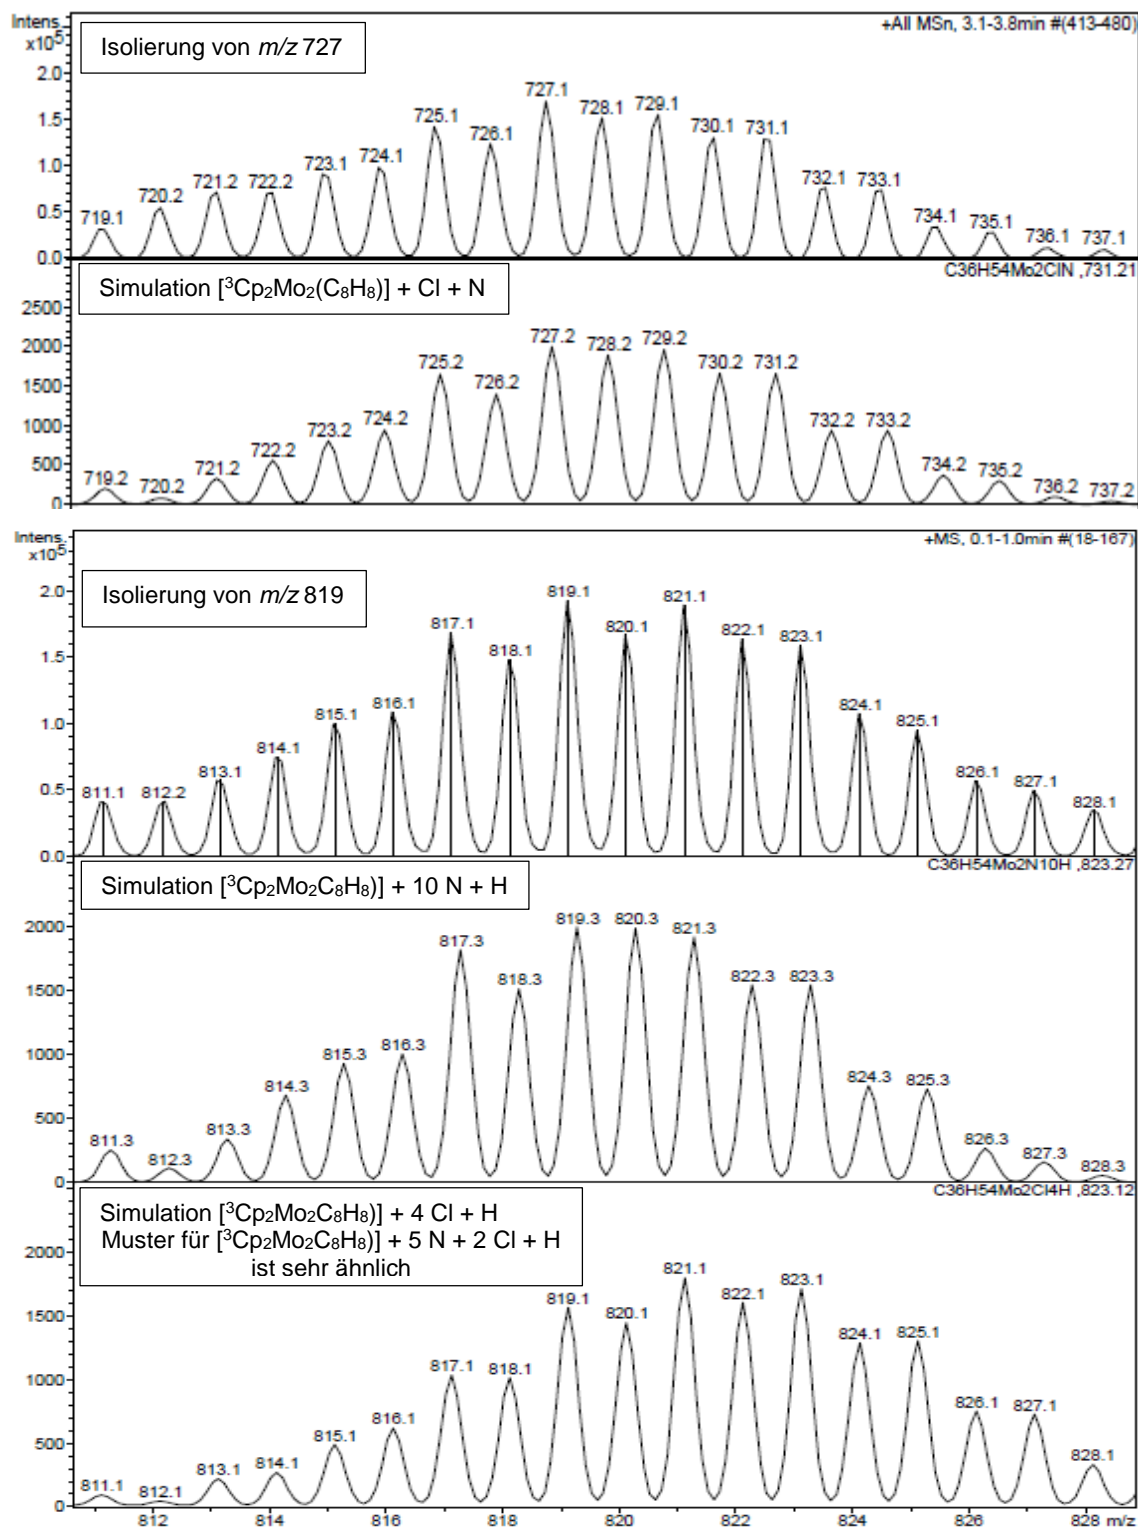 Intens.
x10⁵
+All MSn, 3.1-3.8min #(413-480)
Isolierung von m/z 727
2.0
1.5
1.0
0.5
0.0
719.1 720.2 721.2 722.2 723.1 724.1 725.1 726.1 727.1 728.1 729.1 730.1 731.1 732.1 733.1 734.1 735.1 736.1 737.1
C36H54Mo2ClN ,731.21
Simulation [³Cp₂Mo₂(C₈H₈)] + Cl + N
2500
2000
1500
1000
500
0
719.2 720.2 721.2 722.2 723.2 724.2 725.2 726.2 727.2 728.2 729.2 730.2 731.2 732.2 733.2 734.2 735.2 736.2 737.2
Intens.
x10⁵
+MS, 0.1-1.0min #(18-167)
Isolierung von m/z 819
2.0
1.5
1.0
0.5
0.0
811.1 812.2 813.1 814.1 815.1 816.1 817.1 818.1 819.1 820.1 821.1 822.1 823.1 824.1 825.1 826.1 827.1 828.1
C36H54Mo2N10H ,823.27
Simulation [³Cp₂Mo₂C₈H₈)] + 10 N + H
2000
1500
1000
500
0
811.3 812.3 813.3 814.3 815.3 816.3 817.3 818.3 819.3 820.3 821.3 822.3 823.3 824.3 825.3 826.3 827.3 828.3
C36H54Mo2Cl4H ,823.12
Simulation [³Cp₂Mo₂C₈H₈)] + 4 Cl + H
Muster für [³Cp₂Mo₂C₈H₈)] + 5 N + 2 Cl + H
ist sehr ähnlich
2000
1500
1000
500
0
811.1 812.1 813.1 814.1 815.1 816.1 817.1 818.1 819.1 820.1 821.1 822.1 823.1 824.1 825.1 826.1 827.1 828.1
812 814 816 818 820 822 824 826 828 m/z